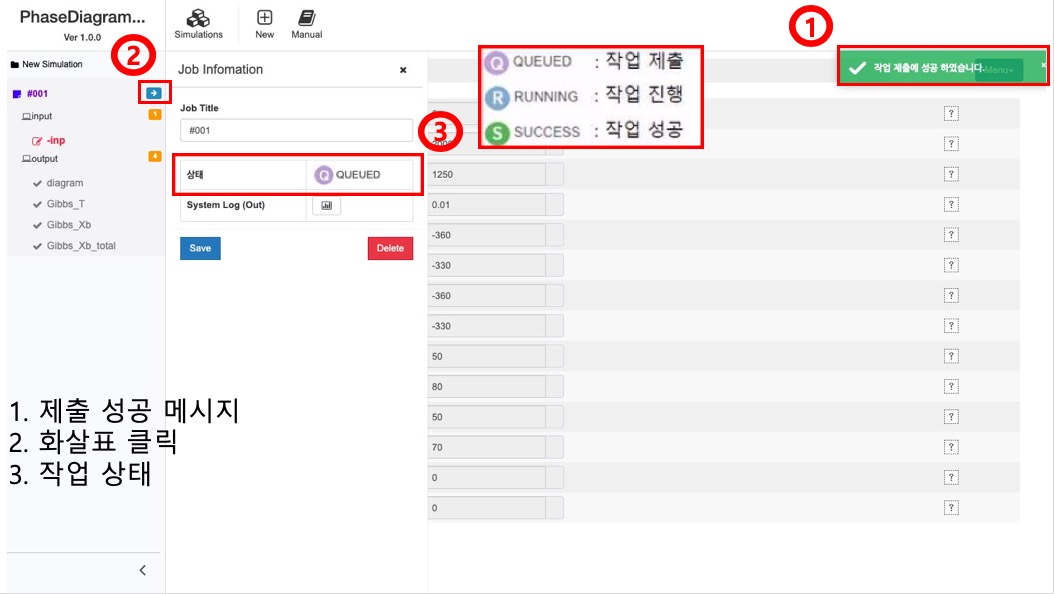 PhaseDiagram...
Ver 1.0.0
Simulations
New
Manual
1
작업 제출에 성공 하였습니다.
Menu
×
2
New Simulation
#001
input
1
-inp
output
4
diagram
Gibbs_T
Gibbs_Xb
Gibbs_Xb_total
Job Infomation
×
Job Title
#001
3
상태
Q QUEUED
System Log (Out)
Save
Delete
Q QUEUED : 작업 제출
R RUNNING : 작업 진행
S SUCCESS : 작업 성공
?
?
1250 ?
0.01 ?
-360 ?
-330 ?
-360 ?
-330 ?
50 ?
80 ?
50 ?
70 ?
0 ?
0 ?
1. 제출 성공 메시지
2. 화살표 클릭
3. 작업 상태